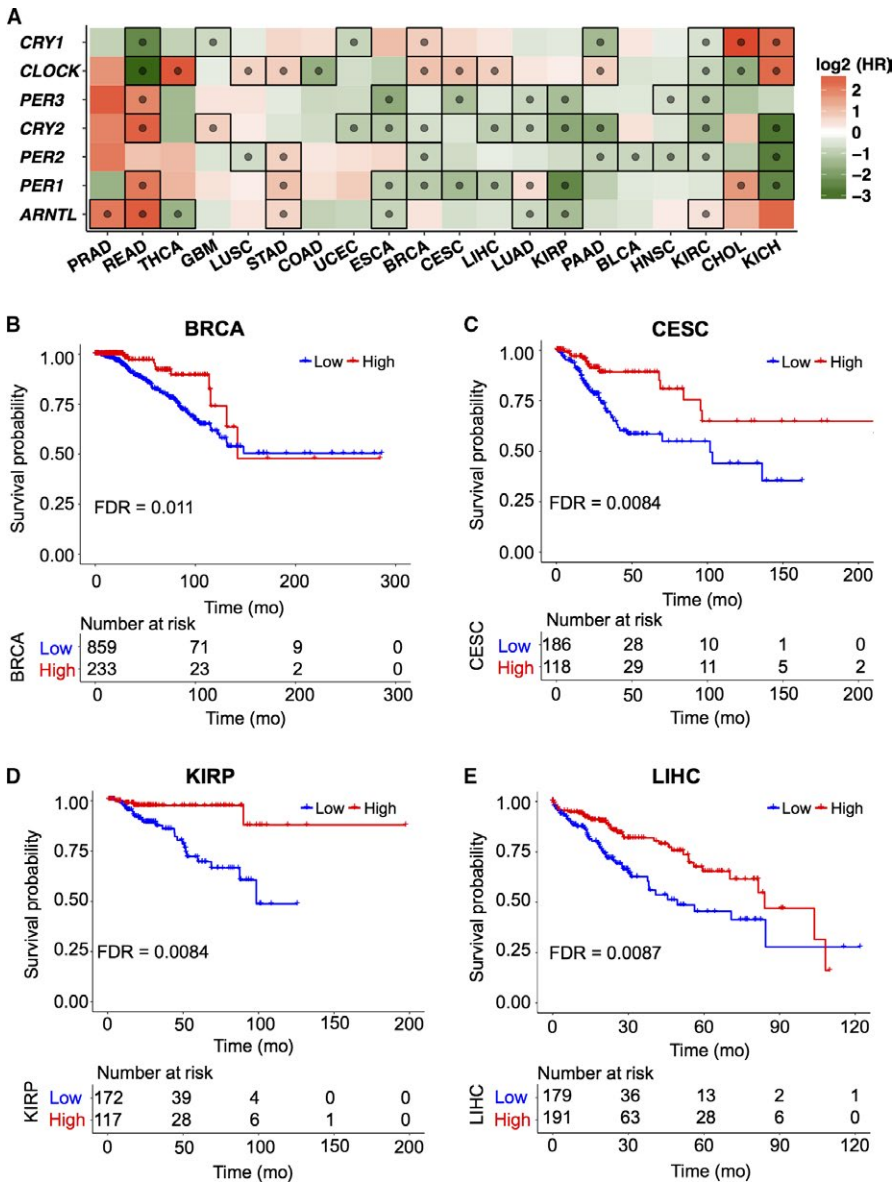 A
CRY1
CLOCK
PER3
CRY2
PER2
PER1
ARNTL
log2 (HR)
2
1
0
−1
−2
−3
PRAD READ THCA GBM LUSC STAD COAD UCEC ESCA BRCA CESC LIHC LUAD KIRP PAAD BLCA HNSC KIRC CHOL KICH
B
BRCA
Low High
Survival probability
1.00
0.75
0.50
0.25
0.00
FDR = 0.011
0 100 200 300
Time (mo)
Number at risk
BRCA
Low 859 71 9 0
High 233 23 2 0
0 100 200 300
Time (mo)
C
CESC
Low High
Survival probability
1.00
0.75
0.50
0.25
0.00
FDR = 0.0084
0 50 100 150 200
Time (mo)
Number at risk
CESC
Low 186 28 10 1 0
High 118 29 11 5 2
0 50 100 150 200
Time (mo)
D
KIRP
Low High
Survival probability
1.00
0.75
0.50
0.25
0.00
FDR = 0.0084
0 50 100 150 200
Time (mo)
Number at risk
KIRP
Low 172 39 4 0 0
High 117 28 6 1 0
0 50 100 150 200
Time (mo)
E
LIHC
Low High
Survival probability
1.00
0.75
0.50
0.25
0.00
FDR = 0.0087
0 30 60 90 120
Time (mo)
Number at risk
LIHC
Low 179 36 13 2 1
High 191 63 28 6 0
0 30 60 90 120
Time (mo)